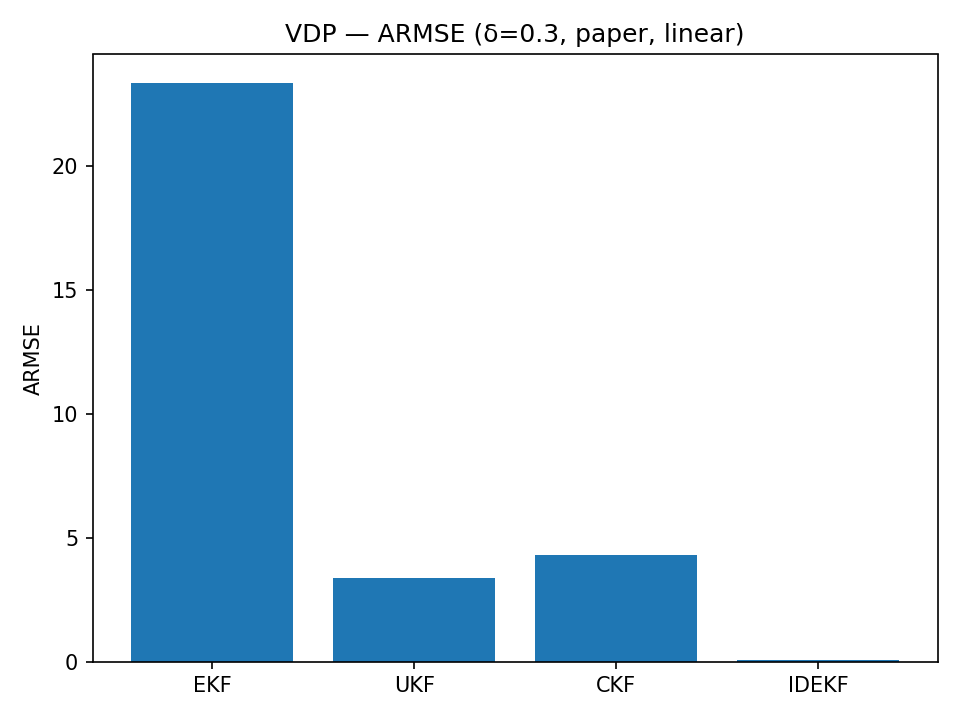 VDP — ARMSE (δ=0.3, paper, linear)
ARMSE
20
15
10
5
0
EKF UKF CKF IDEKF